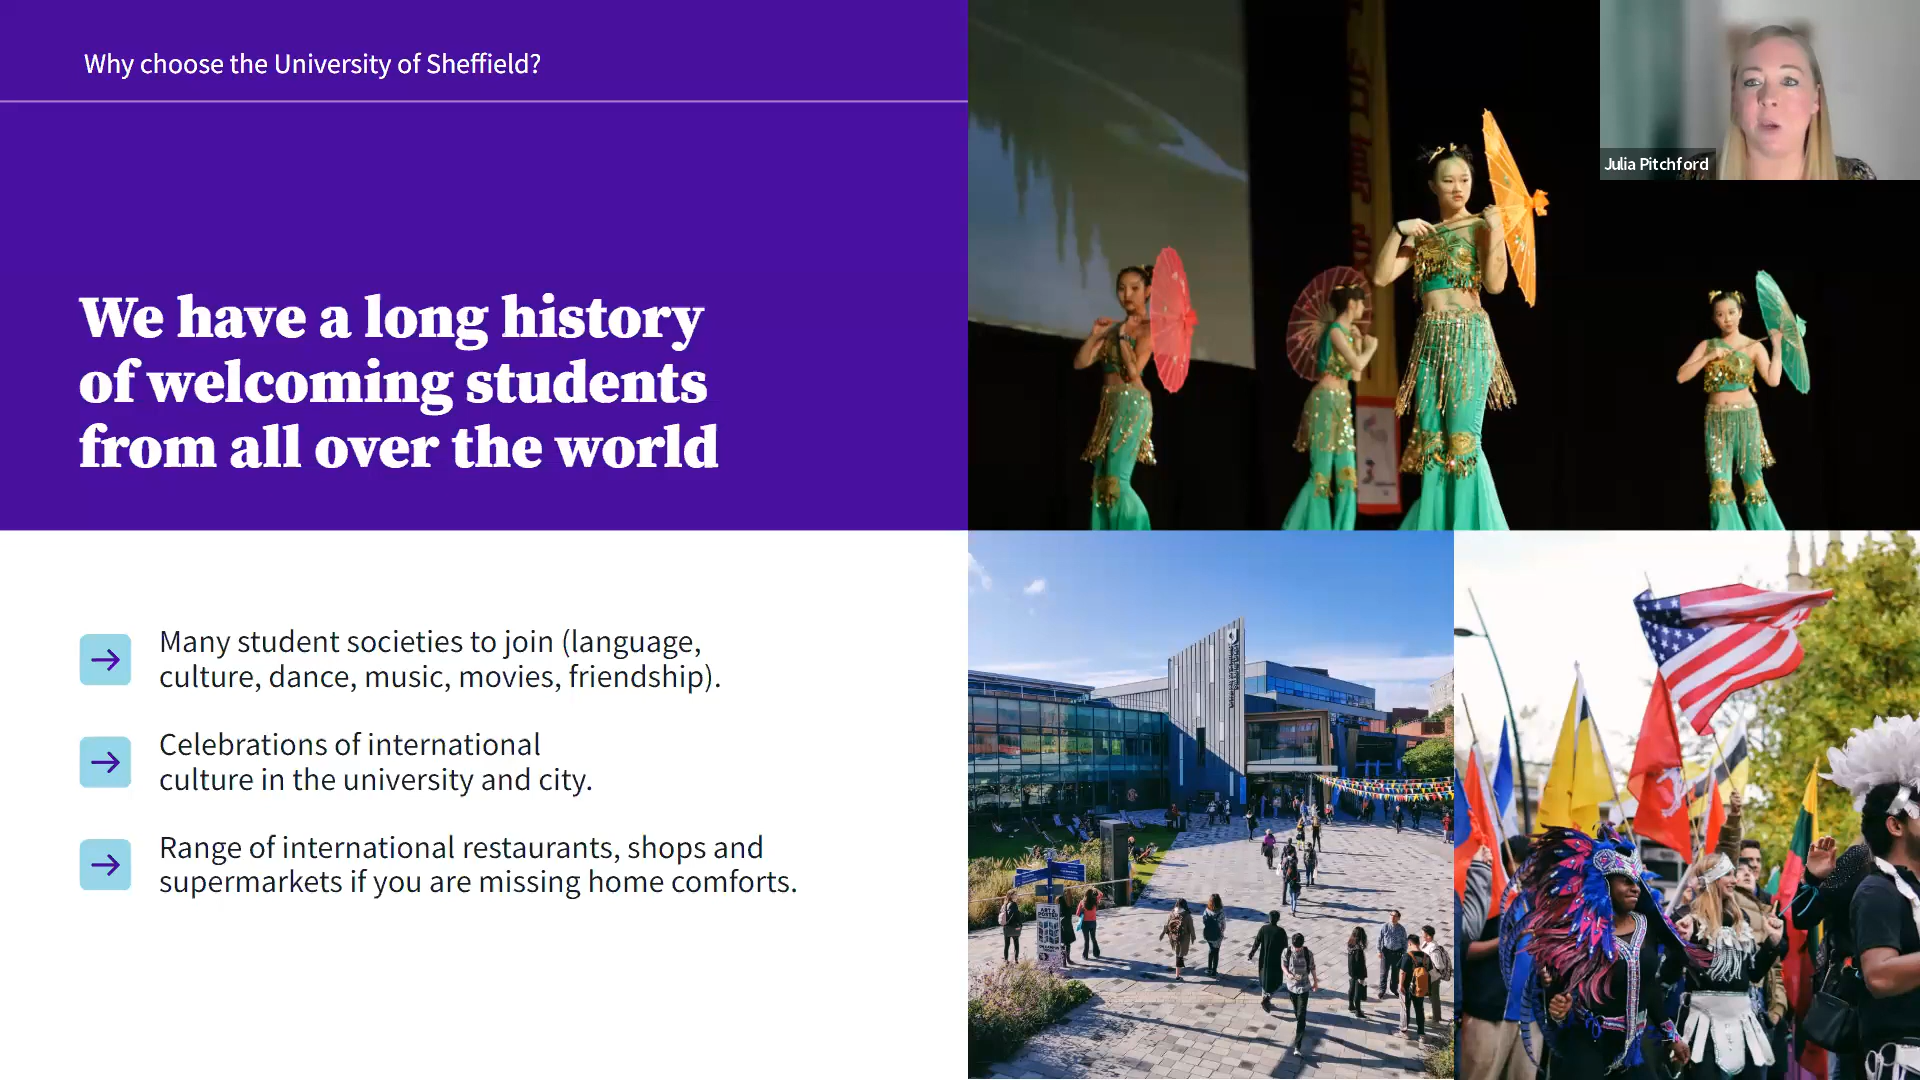 Why choose the University of Sheffield?
Julia Pitchford
We have a long history
of welcoming students
from all over the world
Many student societies to join (language,
culture, dance, music, movies, friendship).
Celebrations of international
culture in the university and city.
Range of international restaurants, shops and
supermarkets if you are missing home comforts.